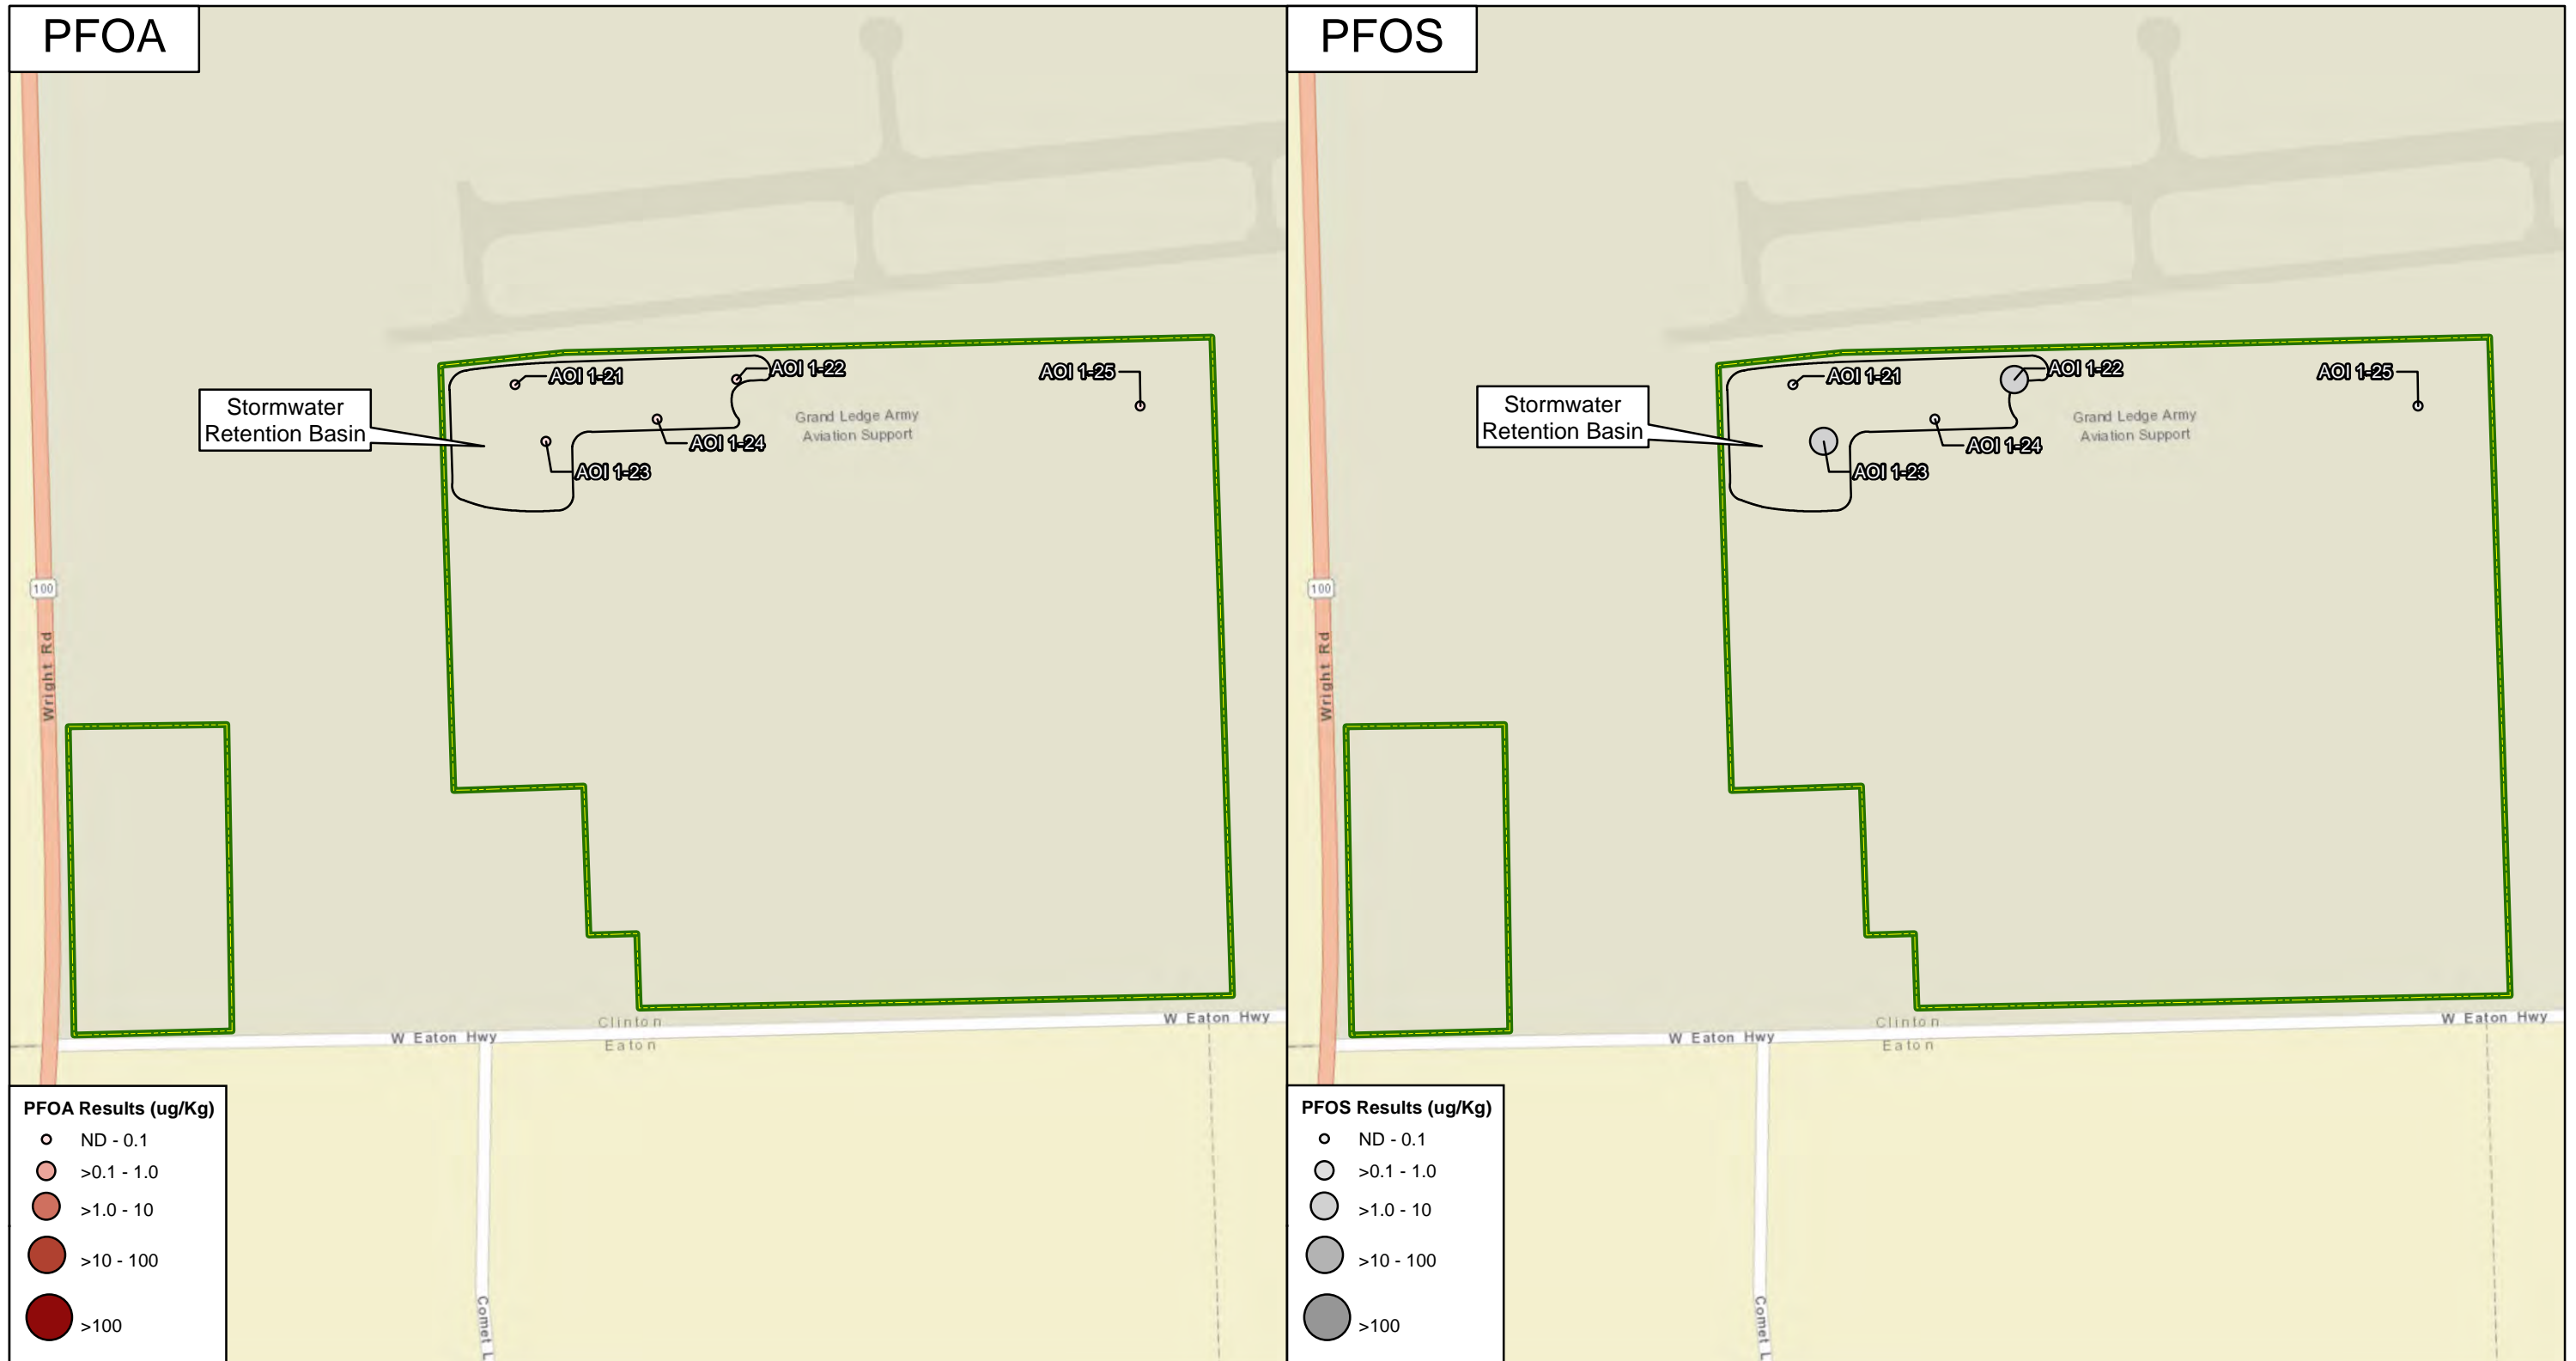 PFOA
AOI 1-21
AOI 1-22
AOI 1-25
Stormwater
Retention Basin
Grand Ledge Army
Aviation Support
AOI 1-24
AOI 1-23
100
Wright Rd
Clinton
W Eaton Hwy
W Eaton Hwy
Eaton
Comet L
PFOA Results (ug/Kg)
ND - 0.1
>0.1 - 1.0
>1.0 - 10
>10 - 100
>100
PFOS
AOI 1-21
AOI 1-22
AOI 1-25
Stormwater
Retention Basin
Grand Ledge Army
Aviation Support
AOI 1-24
AOI 1-23
100
Wright Rd
Clinton
W Eaton Hwy
W Eaton Hwy
Eaton
Comet L
PFOS Results (ug/Kg)
ND - 0.1
>0.1 - 1.0
>1.0 - 10
>10 - 100
>100